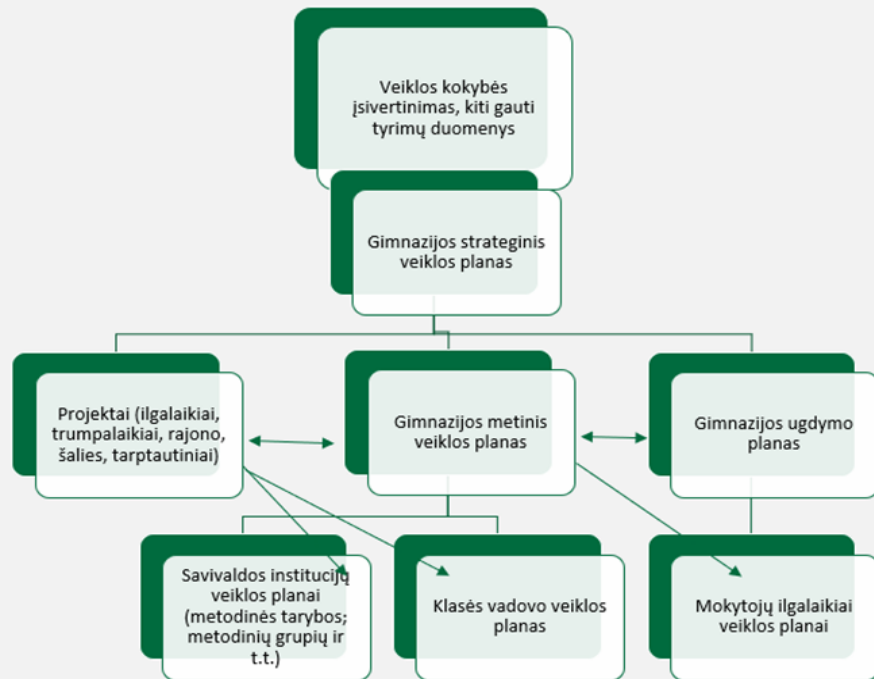 Veiklos kokybės
įsivertinimas, kiti gauti
tyrimų duomenys
Gimnazijos strateginis
veiklos planas
Projektai (ilgalaikiai,
trumpalaikiai, rajono,
šalies, tarptautiniai)
Gimnazijos metinis
veiklos planas
Gimnazijos ugdymo
planas
Savivaldos institucijų
veiklos planai
(metodinės tarybos;
metodinių grupių ir
t.t.)
Klasės vadovo veiklos
planas
Mokytojų ilgalaikiai
veiklos planai